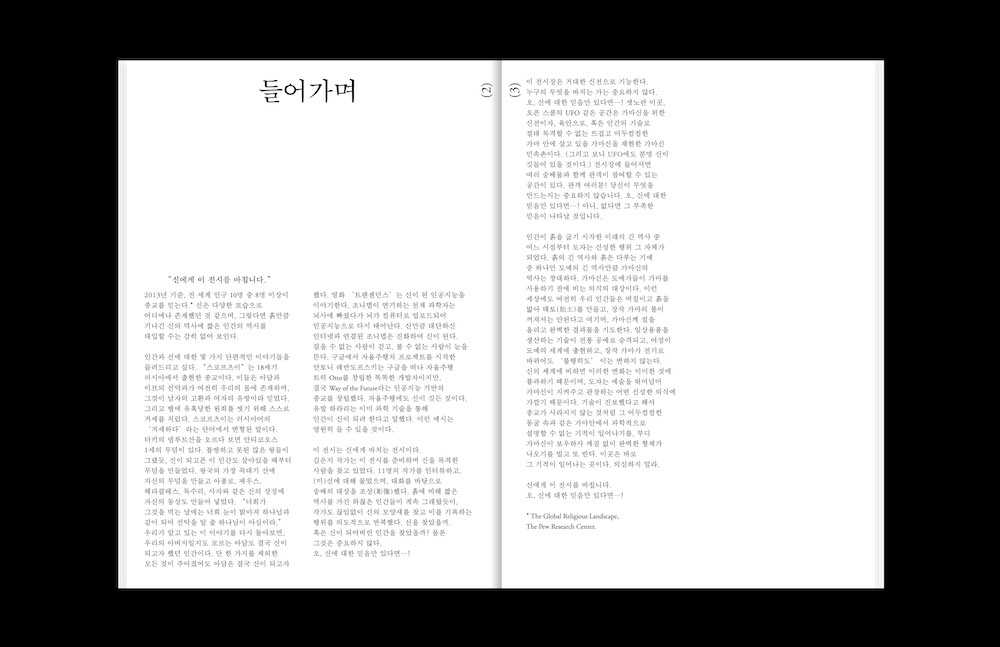 들어가며
(2)
"신에게 이 전시를 바칩니다."
2013년 기준, 전 세계 인구 10명 중 8명 이상이
종교를 믿는다.* 신은 다양한 모습으로
어디에나 존재했던 것 같으며, 그렇다면 흙만큼
기나긴 신의 역사에 짧은 인간의 역사를
대입할 수는 감히 없어 보인다.
인간과 신에 대한 몇 가지 단편적인 이야기들을
들려드리고 싶다. "스코프츠이"는 18세기
러시아에서 출현한 종교이다. 이들은 아담과
이브의 선악과가 여전히 우리의 몸에 존재하며,
그것이 남자의 고환과 여자의 유방이라 믿었다.
그리고 뱀에 유혹당한 원죄를 씻기 위해 스스로
거세를 치렀다. 스코프츠이는 러시아어의
'거세하다'라는 단어에서 변형된 말이다.
터키의 넴루트산을 오르다 보면 안티코오스
1세의 무덤이 있다. 불쌍하고 못된 많은 왕들이
그랬듯, 신이 되고픈 이 인간도 살아있을 때부터
무덤을 만들었다. 왕국의 가장 꼭대기 산에
자신의 무덤을 만들고 아폴로, 제우스,
헤라클레스, 독수리, 사자와 같은 신의 상징에
자신의 동상도 만들어 넣었다. "너희가
그것을 먹는 날에는 너희 눈이 밝아져 하나님과
같이 되어 선악을 알 줄 하나님이 아심이라."
우리가 알고 있는 이 이야기를 다시 돌아보면,
우리의 아버지일지도 모르는 아담도 결국 신이
되고자 했던 인간이다. 단 한 가지를 제외한
모든 것이 주어졌어도 아담은 결국 신이 되고자
했다. 영화 '트랜센던스'는 신이 된 인공지능을
이야기한다. 조니뎁이 연기하는 천재 과학자는
뇌사에 빠졌다가 뇌가 컴퓨터로 업로드되어
인공지능으로 다시 태어난다. 신만큼 대단하신
인터넷과 연결된 조니뎁은 진화하여 신이 된다.
걸을 수 없는 사람이 걷고, 볼 수 없는 사람이 눈을
뜬다. 구글에서 자율주행차 프로젝트를 시작한
안토니 레반도프스키는 구글을 떠나 자율주행
트럭 Otto를 창립한 똑똑한 개발자이지만,
결국 Way of the Future라는 인공지능 기반의
종교를 창립했다. 자율주행에도 신이 깃든 것이다.
유발 하라리는 이미 과학 기술을 통해
인간이 신이 되려 한다고 말했다. 이런 예시는
영원히 들 수 있을 것이다.
이 전시는 신에게 바치는 전시이다.
김은시 작가는 이 전시를 준비하며 신을 목격한
사람을 찾고 있었다. 11명의 작가를 인터뷰하고,
(미)신에 대해 물었으며, 대화를 바탕으로
숭배의 대상을 조상(彫像)했다. 흙에 비해 짧은
역사를 가진 하찮은 인간들이 계속 그래왔듯이,
작가도 끊임없이 신의 모양새를 찾고 이를 기록하는
행위를 의도적으로 반복했다. 신을 찾았을까.
혹은 신이 되어버린 인간을 찾았을까? 물론
그것은 중요하지 않다.
오, 신에 대한 믿음만 있다면…!
(3)
이 전시장은 거대한 신전으로 기능한다.
누구의 무엇을 바치는 가는 중요하지 않다.
오, 신에 대한 믿음만 있다면…! 샛노란 이곳,
오픈 스쿨의 UFO 같은 공간은 가마신을 위한
신전이자, 육안으로, 혹은 인간의 기술로
절대 목격할 수 없는 뜨겁고 어두컴컴한
가마 안에 살고 있을 가마신을 재현한 가마신
민속촌이다. (그리고 보니 UFO에도 분명 신이
깃들어 있을 것이다.) 전시장에 들어서면
여러 숭배물과 함께 관객이 참여할 수 있는
공간이 있다. 관객 여러분! 당신이 무엇을
만드는지는 중요하지 않습니다. 오, 신에 대한
믿음만 있다면…! 아니, 없다면 그 부족한
믿음이 나타날 것입니다.
인간이 흙을 굽기 시작한 이래의 긴 역사 중
어느 시점부터 도자는 신성한 행위 그 자체가
되었다. 흙의 긴 역사와 흙은 다루는 기예
중 하나인 도예의 긴 역사만큼 가마신의
역사는 창대하다. 가마신은 도예가들이 가마를
사용하기 전에 비는 의식의 대상이다. 이런
세상에도 여전히 우리 인간들은 며칠이고 흙을
밟아 태토(胎土)를 만들고, 장작 가마의 불이
꺼져서는 안된다고 여기며, 가마신께 절을
올리고 완벽한 결과물을 기도한다. 일상용품을
생산하는 기술이 전통 공예로 승격되고, 여성이
도예의 세계에 출현하고, 장작 가마가 전기로
바뀌어도 '불행히도' 이는 변하지 않는다.
신의 세계에 비하면 이러한 변화는 미미한 것에
불과하기 때문이며, 도자는 예술을 뛰어넘어
가마신이 지켜주고 관장하는 어떤 신성한 의식에
가깝기 때문이다. 기술이 진보했다고 해서
종교가 사라지지 않는 것처럼 그 어두컴컴한
동굴 속과 같은 가마안에서 과학적으로
설명할 수 없는 기적이 일어나기를, 부디
가마신이 보우하사 깨짐 없이 완벽한 형체가
나오기를 빌고 또 빈다. 이곳은 바로
그 기적이 일어나는 곳이다. 의심하지 말라.
신에게 이 전시를 바칩니다.
오, 신에 대한 믿음만 있다면…!
* The Global Religious Landscape,
The Pew Research Center.